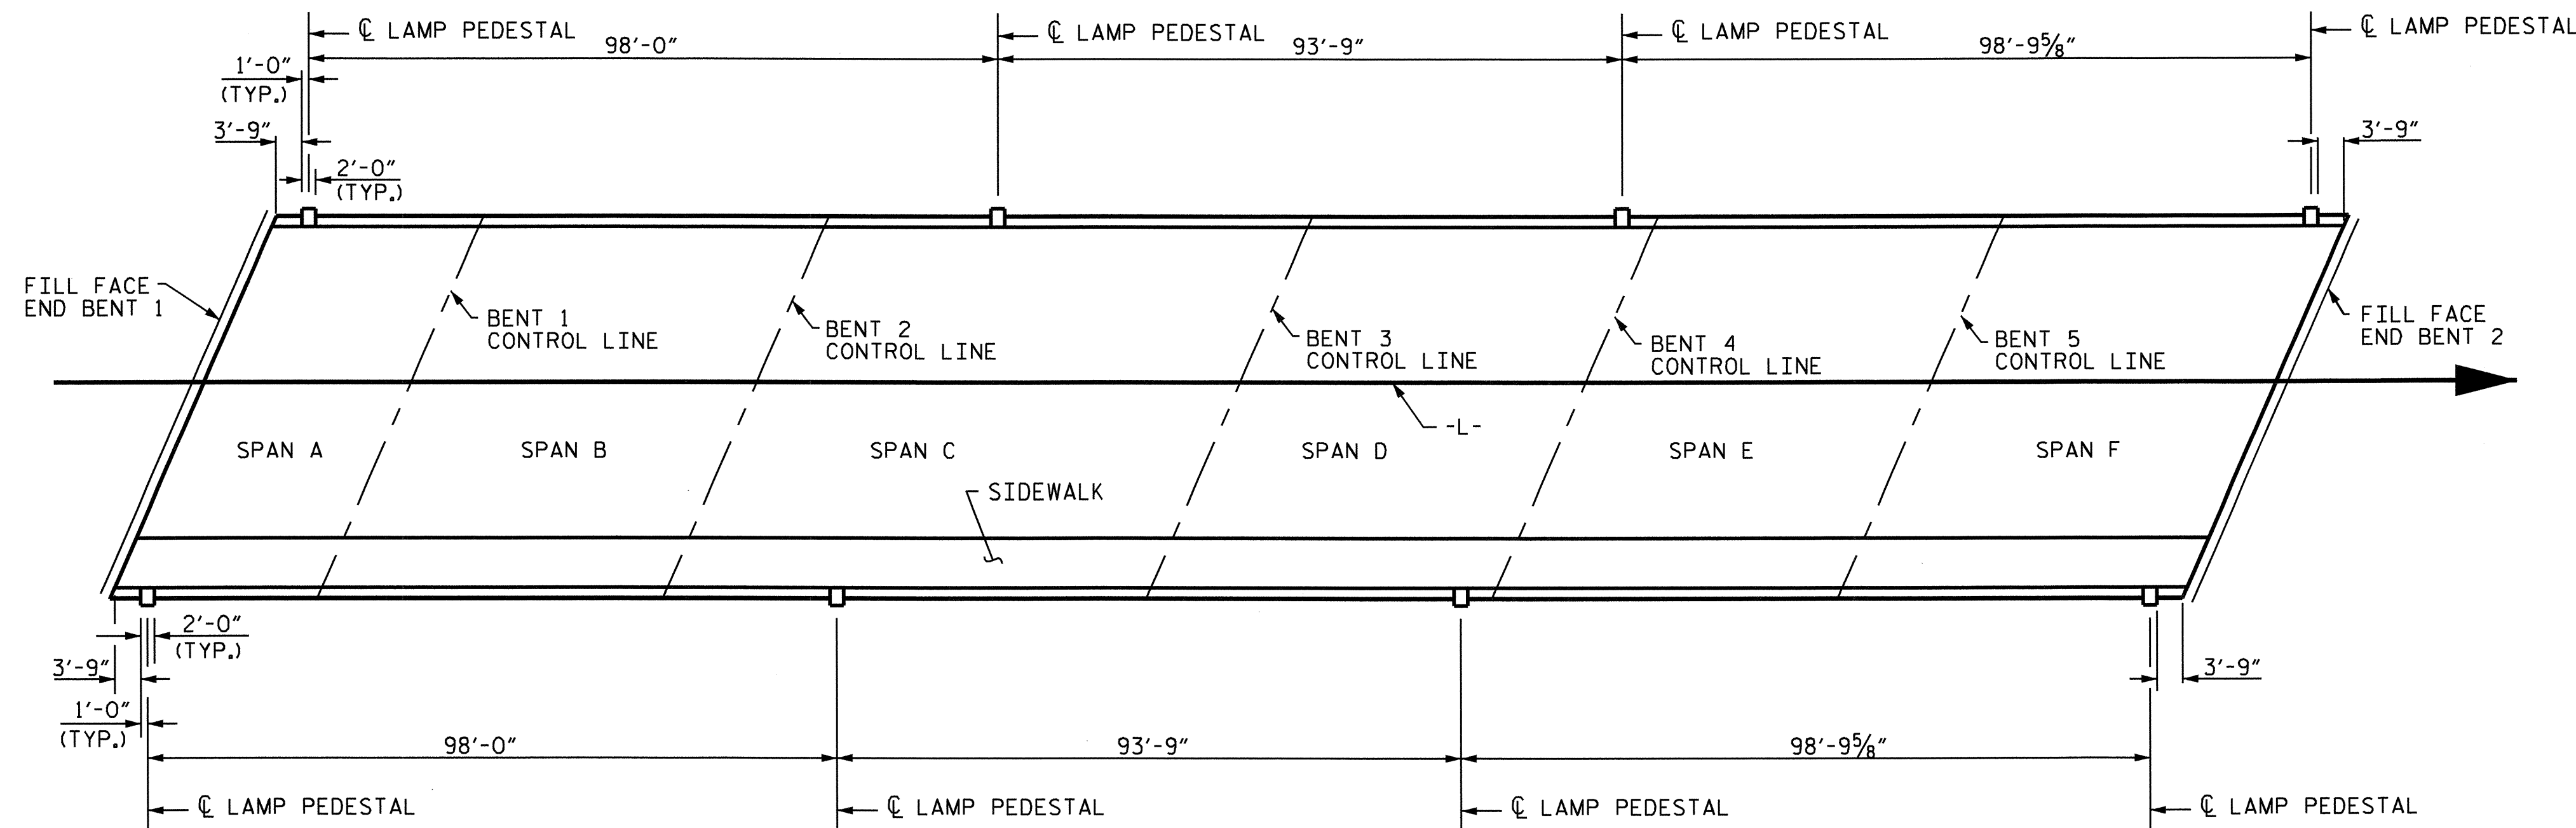 ℄ LAMP PEDESTAL
℄ LAMP PEDESTAL
℄ LAMP PEDESTAL
℄ LAMP PEDESTAL
98'-0"
93'-9"
98'-9⅝"
1'-0"
(TYP.)
3'-9"
3'-9"
2'-0"
(TYP.)
FILL FACE
END BENT 1
BENT 1
CONTROL LINE
BENT 2
CONTROL LINE
BENT 3
CONTROL LINE
BENT 4
CONTROL LINE
BENT 5
CONTROL LINE
FILL FACE
END BENT 2
-L-
SPAN A
SPAN B
SPAN C
SPAN D
SPAN E
SPAN F
SIDEWALK
2'-0"
(TYP.)
3'-9"
3'-9"
1'-0"
(TYP.)
98'-0"
93'-9"
98'-9⅝"
℄ LAMP PEDESTAL
℄ LAMP PEDESTAL
℄ LAMP PEDESTAL
℄ LAMP PEDESTAL